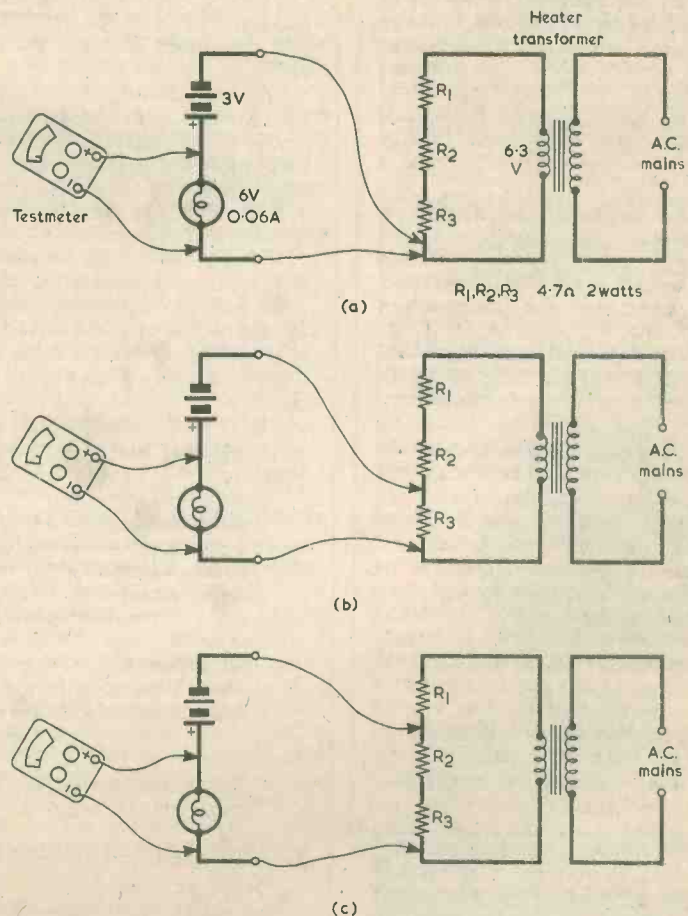 Heater
transformer
3V
+
R1
R2
R3
6·3
V
A.C.
mains
+
Testmeter
6V
0·06A
R1,R2,R3 4·7Ω 2watts
(a)
+
R1
R2
R3
+
A.C.
mains
(b)
+
R1
R2
R3
+
A.C.
mains
(c)